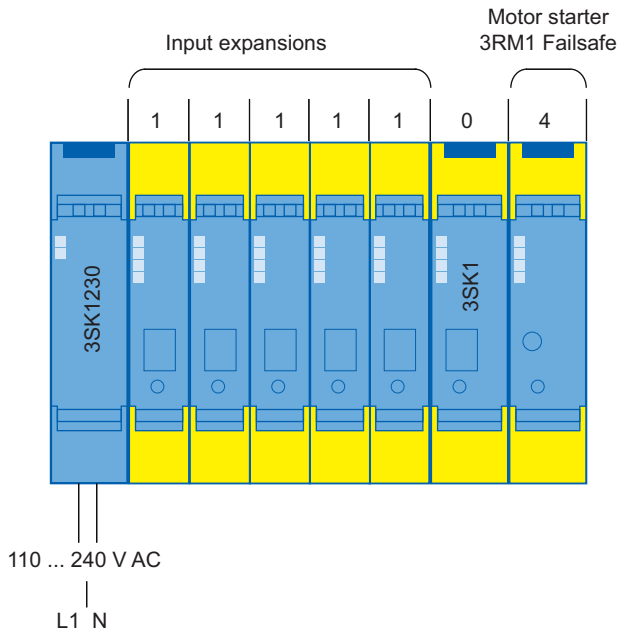 Motor starter
3RM1 Failsafe
Input expansions
1 1 1 1 1 0 4
3SK1230
3SK1
110 ... 240 V AC
L1 N